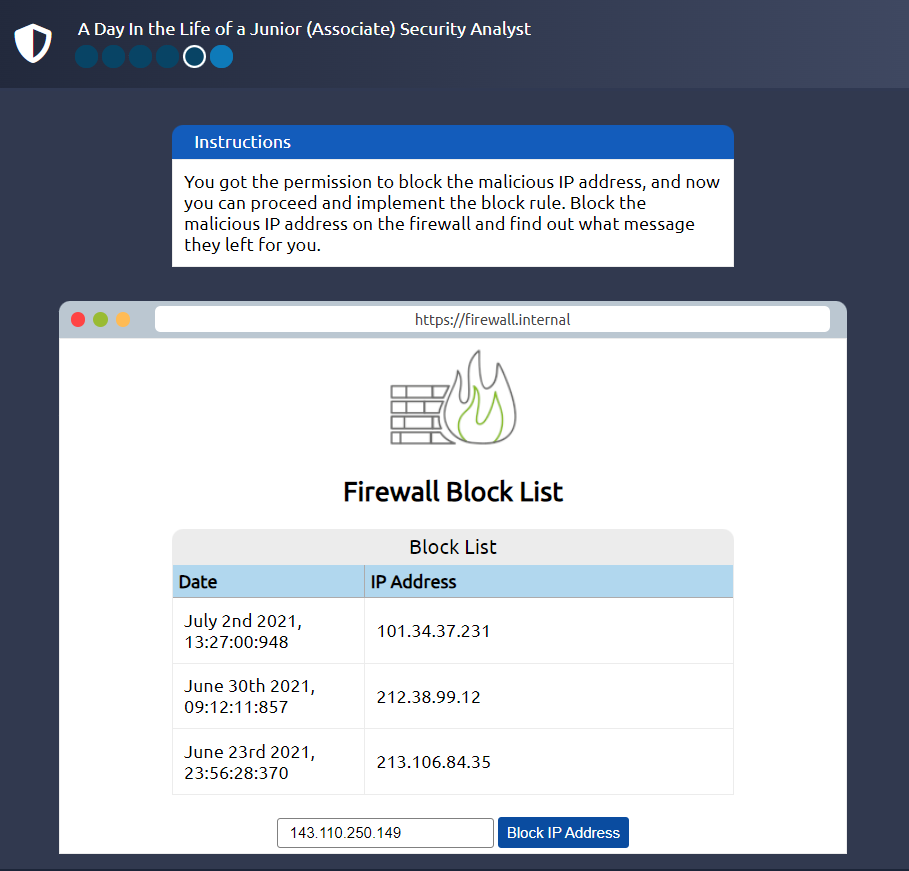 A Day In the Life of a Junior (Associate) Security Analyst
Instructions
You got the permission to block the malicious IP address, and now
you can proceed and implement the block rule. Block the
malicious IP address on the firewall and find out what message
they left for you.
https://firewall.internal
Firewall Block List
Block List
Date IP Address
July 2nd 2021,
13:27:00:948
101.34.37.231
June 30th 2021,
09:12:11:857
212.38.99.12
June 23rd 2021,
23:56:28:370
213.106.84.35
143.110.250.149 Block IP Address